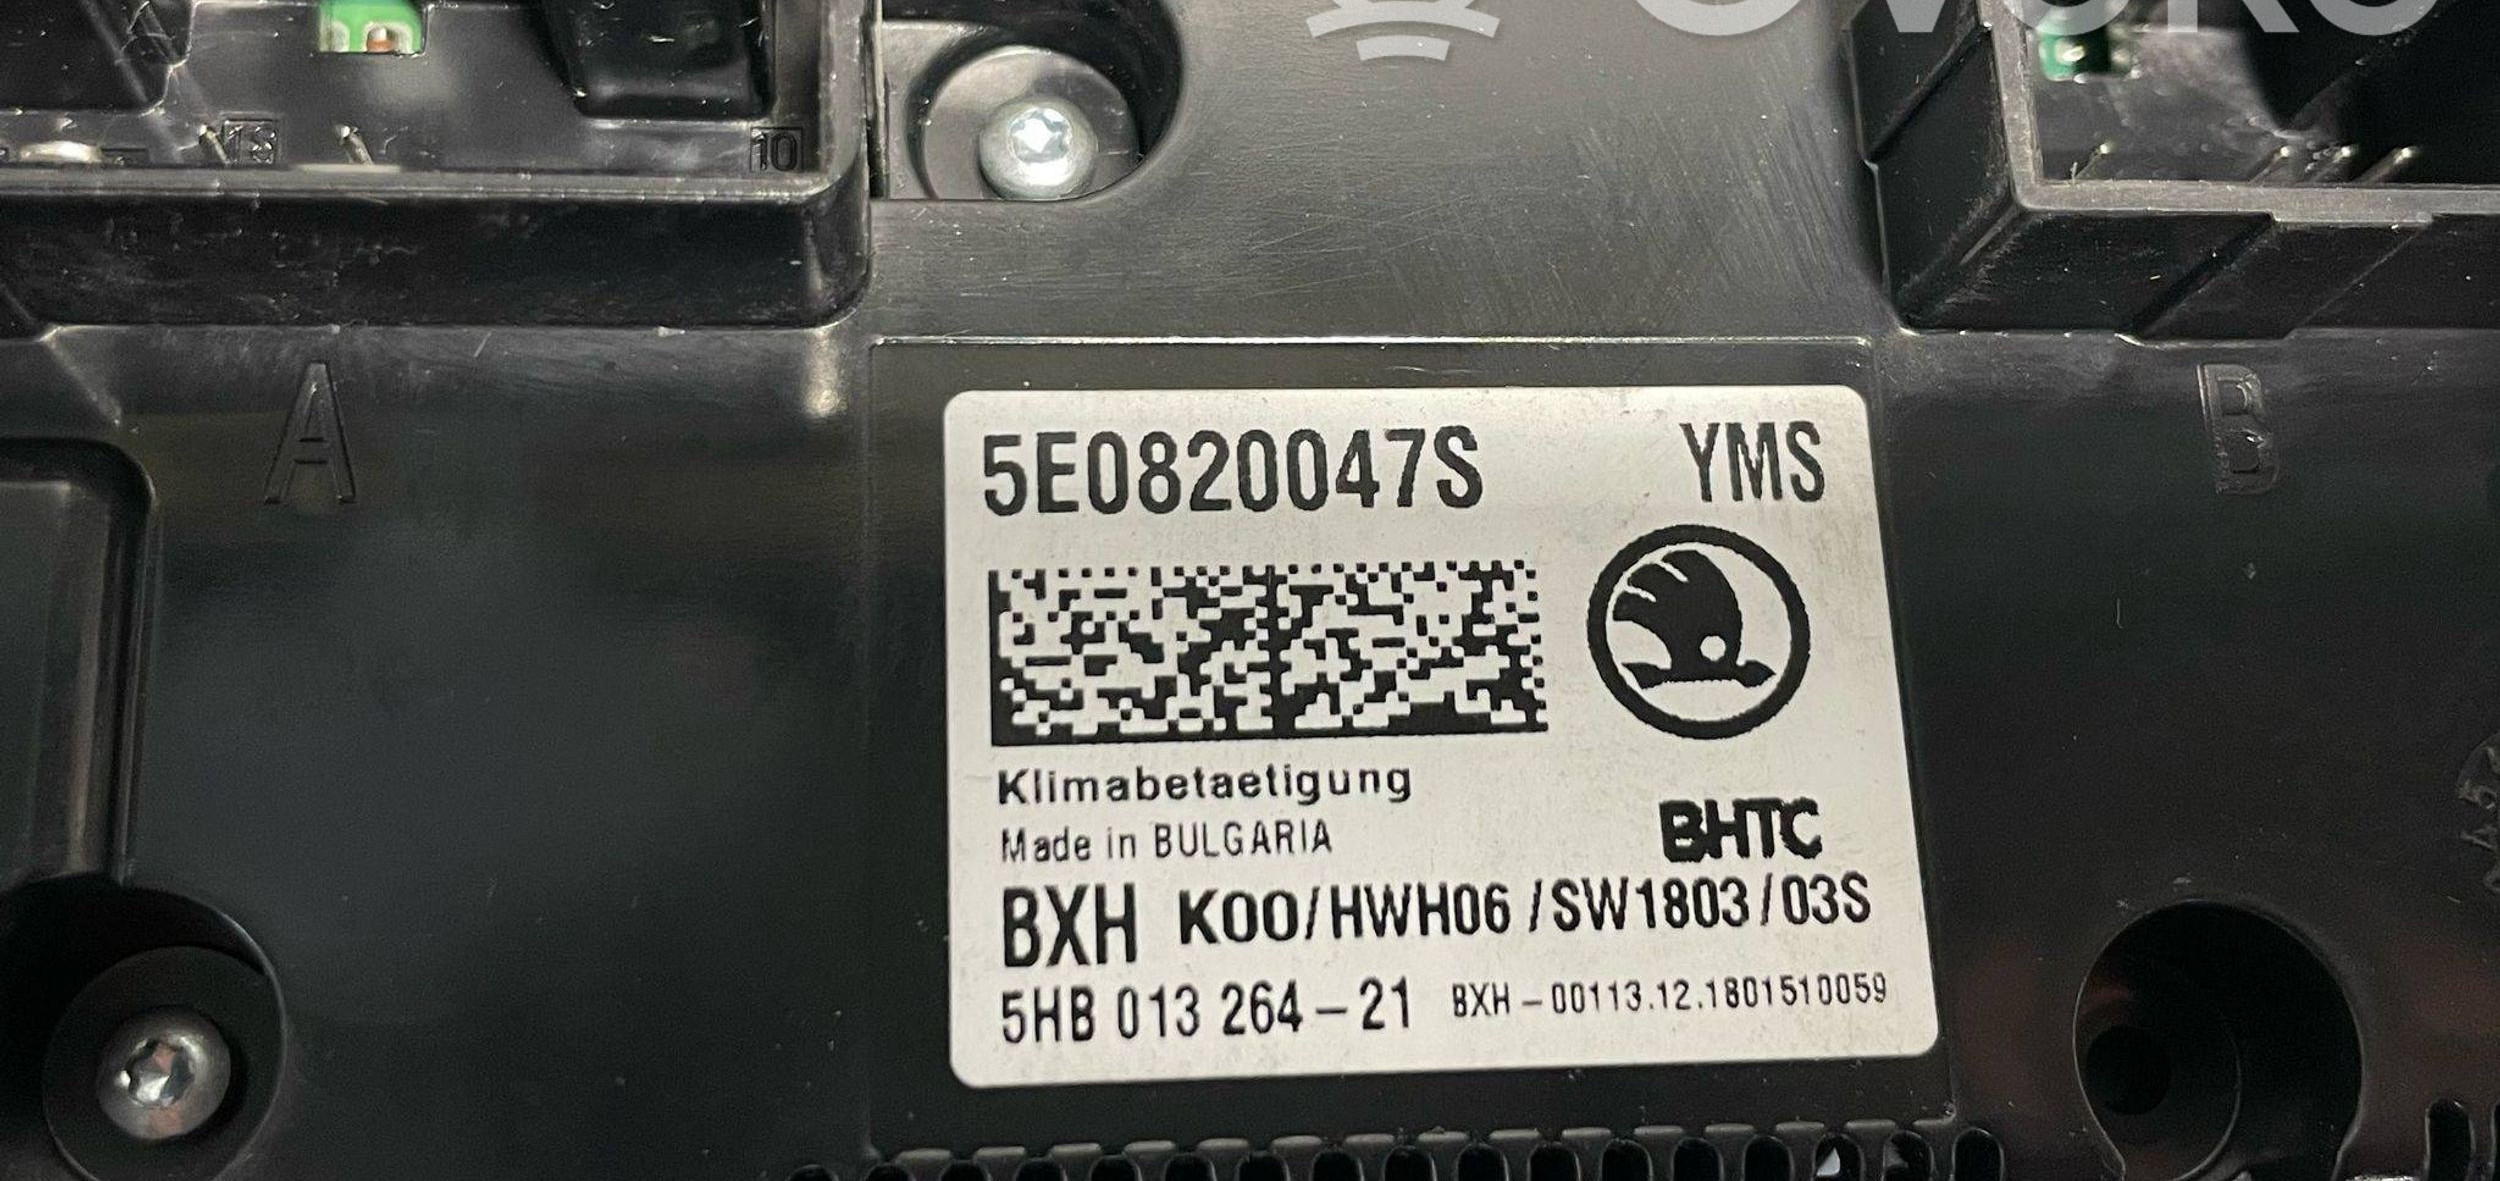 10
A
B
5E0820047S YMS
Klimabetaetigung
Made in BULGARIA
BHTC
BXH K00/HWH06 /SW1803/03S
5HB 013 264-21 BXH-00113.12.1801510059